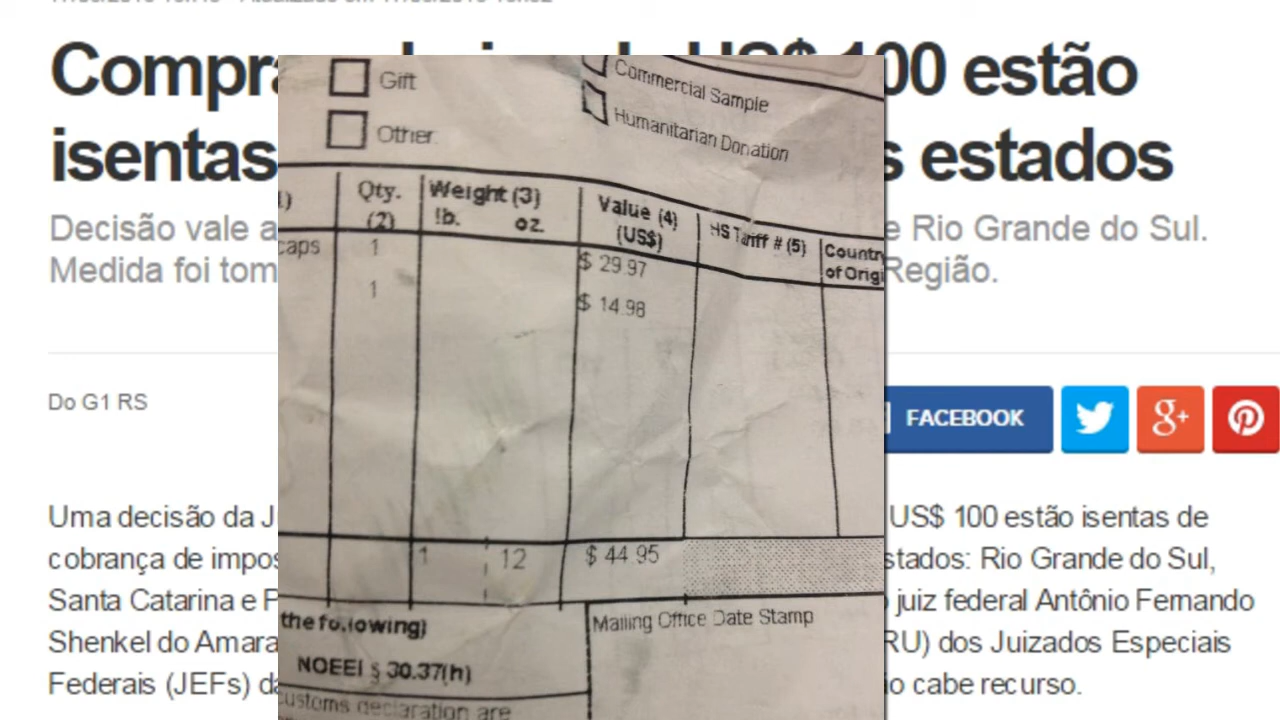 US$ 100 estão
isentas
s estados
Decisão vale a
e Rio Grande do Sul.
Medida foi tom
Região.
Do G1 RS
FACEBOOK
g+
Uma decisão da J
US$ 100 estão isentas de
cobrança de impos
stados: Rio Grande do Sul,
Santa Catarina e P
juiz federal Antônio Fernando
Shenkel do Amara
RU) dos Juizados Especiais
Federais (JEFs) da
o cabe recurso.
Gift
Commercial Sample
Other
Humanitarian Donation
Qty.
(2)
Weight (3)
lb. oz.
Value (4)
(US$)
HS Tariff # (5)
Country
of Origi
caps 1 $ 29.97
1 $ 14.98
1 12 $ 44.95
the following)
Mailing Office Date Stamp
NOEEI § 30.37(h)
customs declaration are